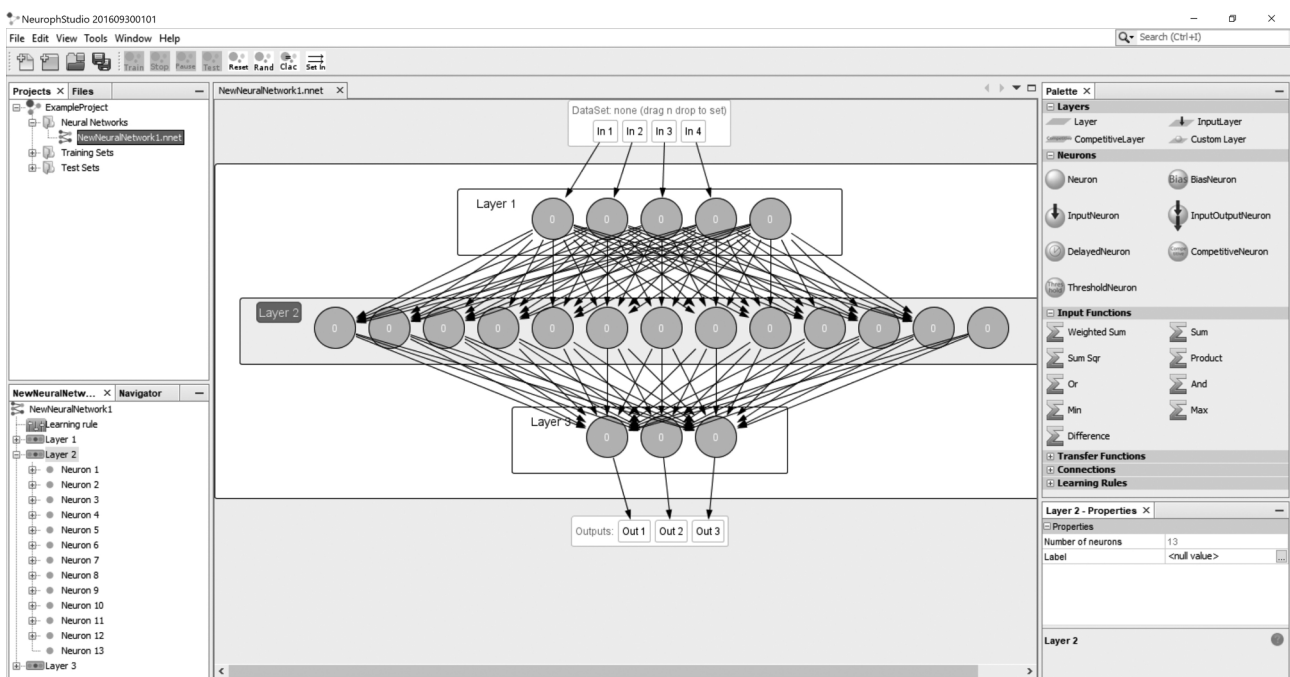 NeurophStudio 201609300101
File Edit View Tools Window Help
Search (Ctrl+I)
Train Stop Pause Test Reset Rand Clac Set In
Projects Files
ExampleProject
Neural Networks
NewNeuralNetwork1.nnet
Training Sets
Test Sets
NewNeuralNetw... Navigator
NewNeuralNetwork1
Learning rule
Layer 1
Layer 2
Neuron 1
Neuron 2
Neuron 3
Neuron 4
Neuron 5
Neuron 6
Neuron 7
Neuron 8
Neuron 9
Neuron 10
Neuron 11
Neuron 12
Neuron 13
Layer 3
NewNeuralNetwork1.nnet
DataSet: none (drag n drop to set)
In 1 In 2 In 3 In 4
Layer 1
0 0 0 0 0
Layer 2
0 0 0 0 0 0 0 0 0 0 0 0 0
Layer 3
0 0 0
Outputs: Out 1 Out 2 Out 3
Palette
Layers
Layer InputLayer
CompetitiveLayer Custom Layer
Neurons
Neuron Bias BiasNeuron
InputNeuron InputOutputNeuron
DelayedNeuron CompetitiveNeuron
ThresholdNeuron
Input Functions
Weighted Sum Sum
Sum Sqr Product
Or And
Min Max
Difference
Transfer Functions
Connections
Learning Rules
Layer 2 - Properties
Properties
Number of neurons 13
Label <null value> ...
Layer 2